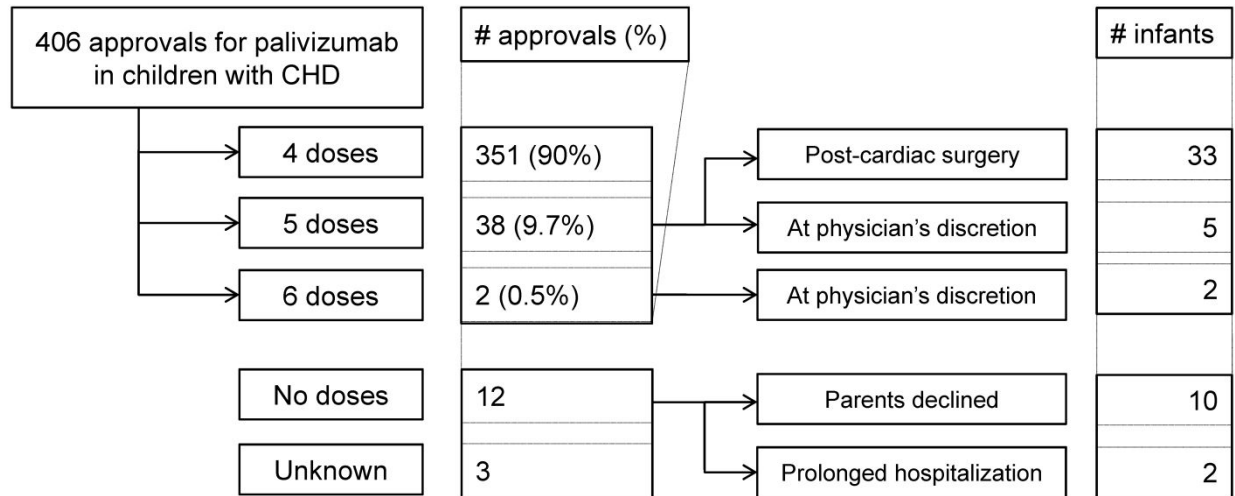 406 approvals for palivizumab
in children with CHD
# approvals (%)
# infants
4 doses
351 (90%)
Post-cardiac surgery
33
5 doses
38 (9.7%)
At physician’s discretion
5
6 doses
2 (0.5%)
At physician’s discretion
2
No doses
12
Parents declined
10
Unknown
3
Prolonged hospitalization
2